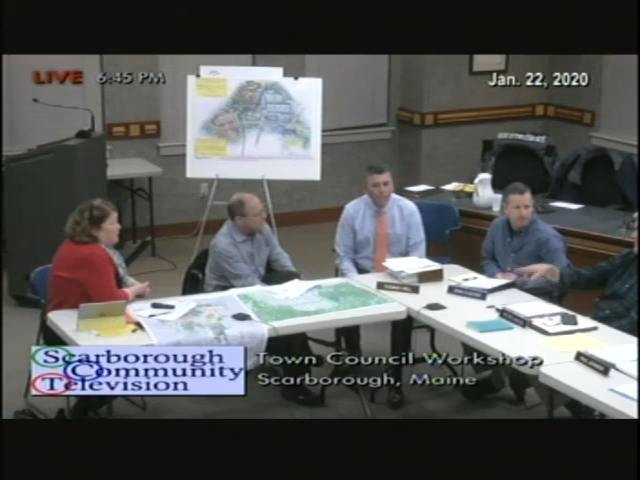 LIVE 6:45 PM
Jan. 22, 2020
Scarborough
Community
Television
Town Council Workshop
Scarborough, Maine